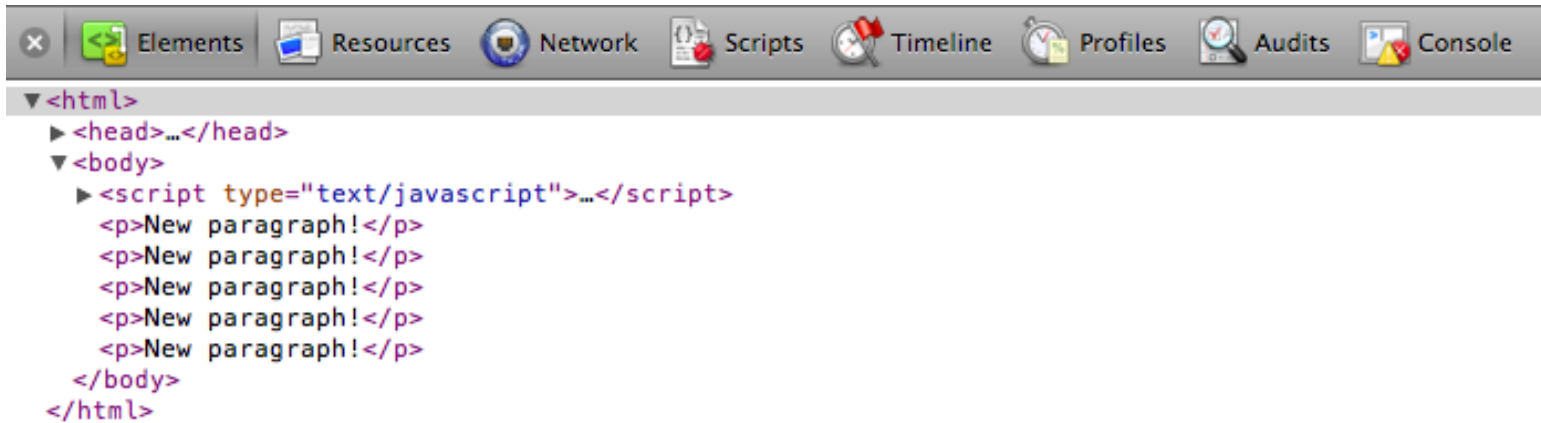 Elements Resources Network Scripts Timeline Profiles Audits Console
▼<html>
▶<head>…</head>
▼<body>
▶<script type="text/javascript">…</script>
<p>New paragraph!</p>
<p>New paragraph!</p>
<p>New paragraph!</p>
<p>New paragraph!</p>
<p>New paragraph!</p>
</body>
</html>